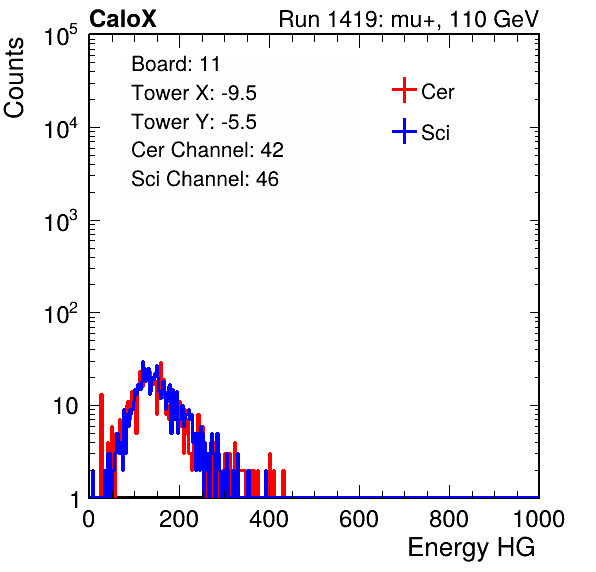 CaloX Run 1419: mu+, 110 GeV
Board: 11
Tower X: -9.5
Tower Y: -5.5
Cer Channel: 42
Sci Channel: 46
Cer
Sci
Counts
10^5
10^4
10^3
10^2
10
1
0 200 400 600 800 1000
Energy HG